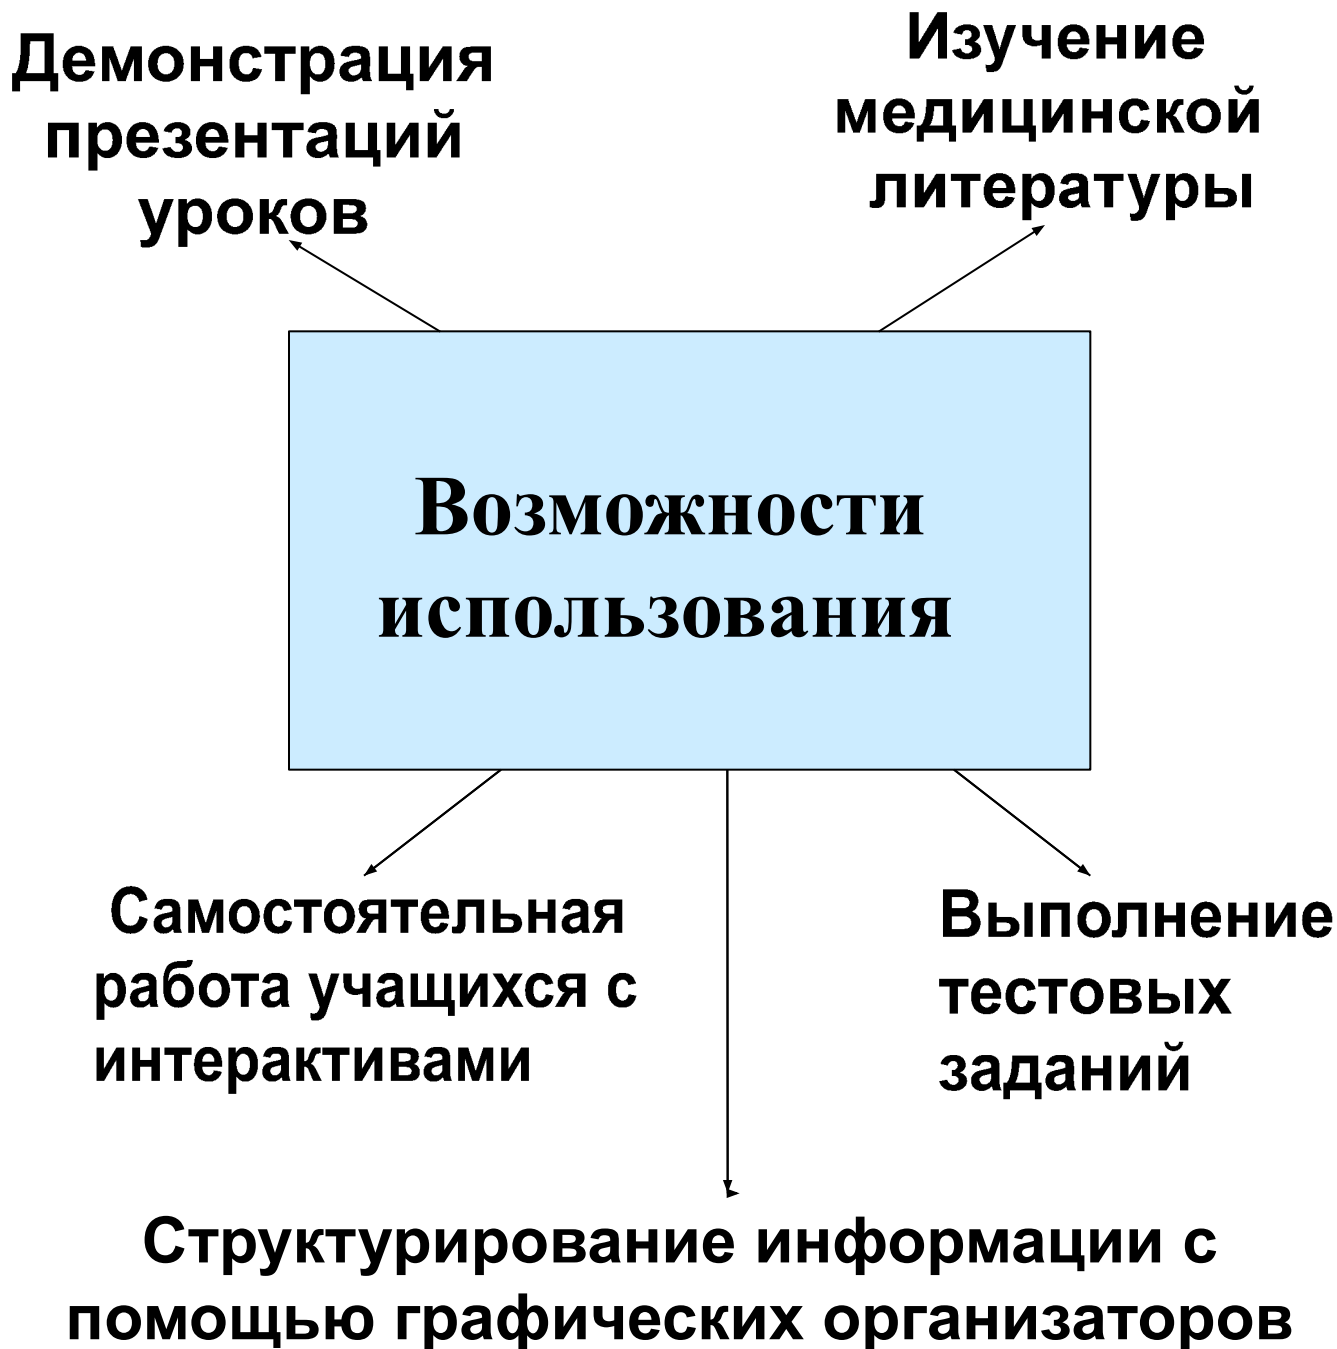 Демонстрация
презентаций
уроков
Изучение
медицинской
литературы
Возможности
использования
Самостоятельная
работа учащихся с
интерактивами
Выполнение
тестовых
заданий
Структурирование информации с
помощью графических организаторов